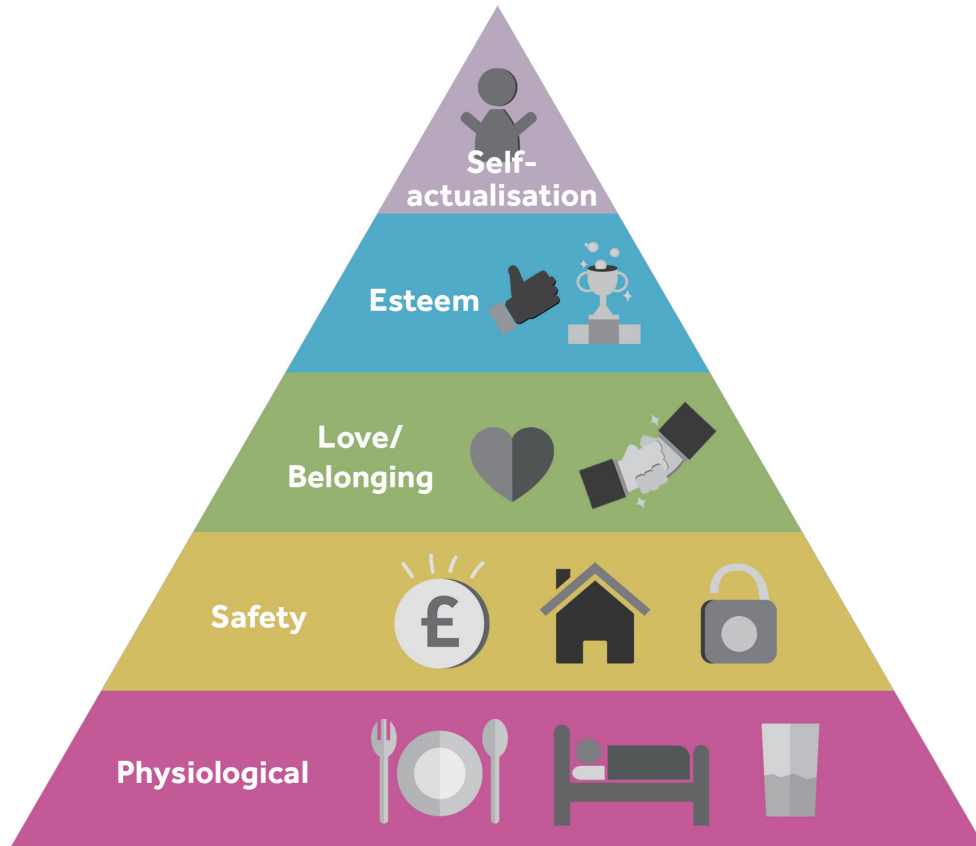 Self-
actualisation
Esteem
Love/
Belonging
Safety
£
Physiological